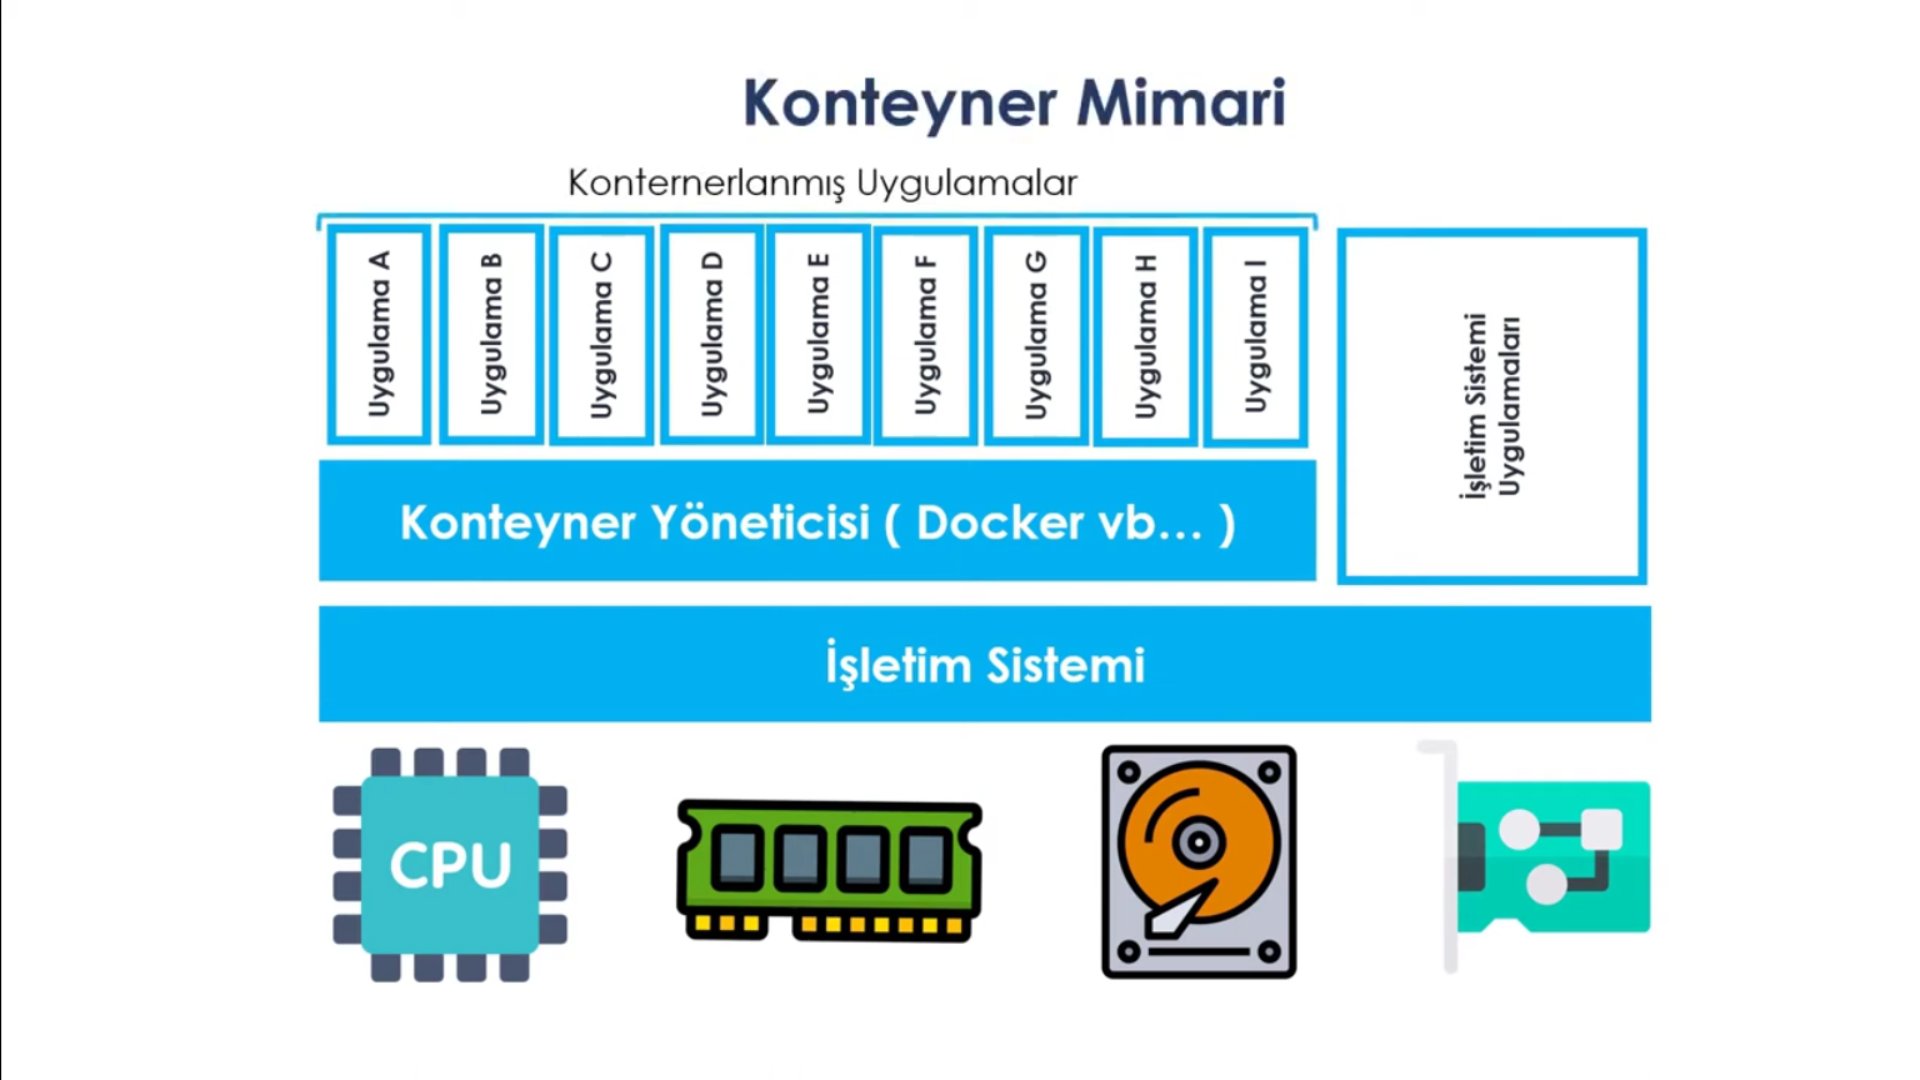 Konteyner Mimari
Konternerlanmış Uygulamalar
Uygulama A
Uygulama B
Uygulama C
Uygulama D
Uygulama E
Uygulama F
Uygulama G
Uygulama H
Uygulama I
İşletim Sistemi
Uygulamaları
Konteyner Yöneticisi ( Docker vb... )
İşletim Sistemi
CPU